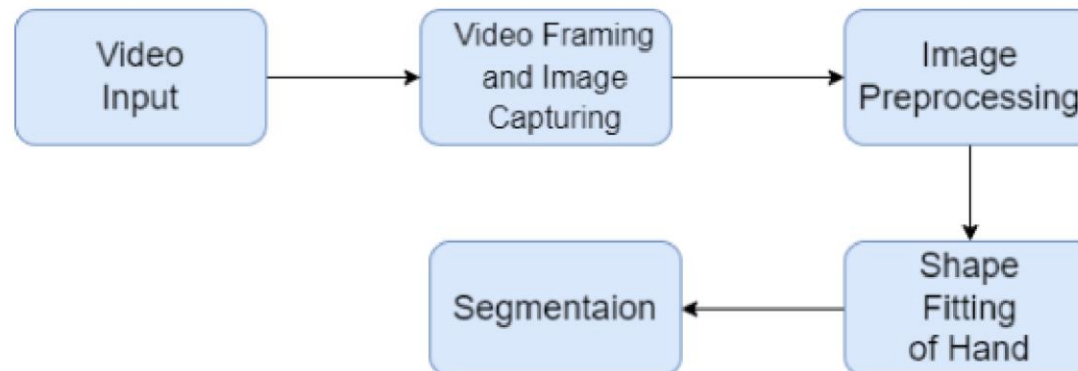 Video
Input
Video Framing
and Image
Capturing
Image
Preprocessing
Shape
Fitting
of Hand
Segmentaion